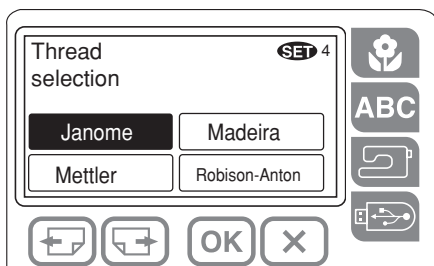 Thread
selection
SET 4
Janome Madeira
Mettler Robison-Anton
ABC
OK